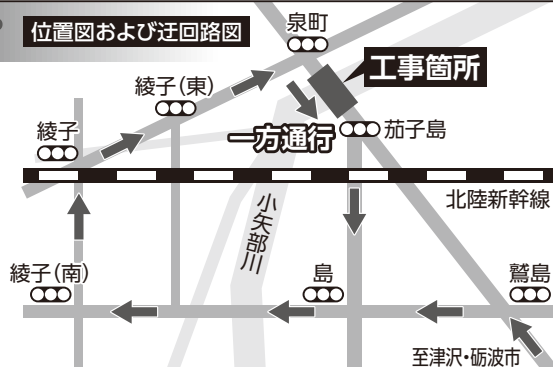 位置図および迂回路図
泉町
工事箇所
綾子(東)
綾子
一方通行
茄子島
北陸新幹線
小矢部川
綾子(南)
島
鷲島
至津沢・砺波市